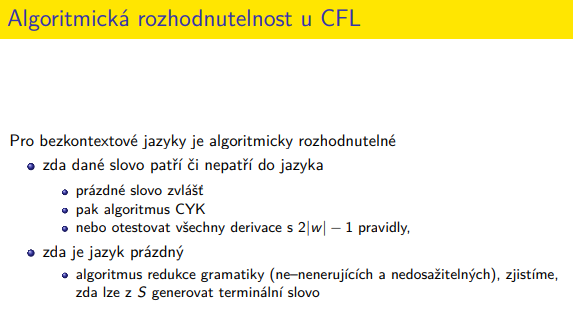 Algoritmická rozhodnutelnost u CFL
Pro bezkontextové jazyky je algoritmicky rozhodnutelné
zda dané slovo patří či nepatří do jazyka
prázdné slovo zvlášť
pak algoritmus CYK
nebo otestovat všechny derivace s 2|w| − 1 pravidly,
zda je jazyk prázdný
algoritmus redukce gramatiky (ne–nenerujících a nedosažitelných), zjistíme,
zda lze z S generovat terminální slovo